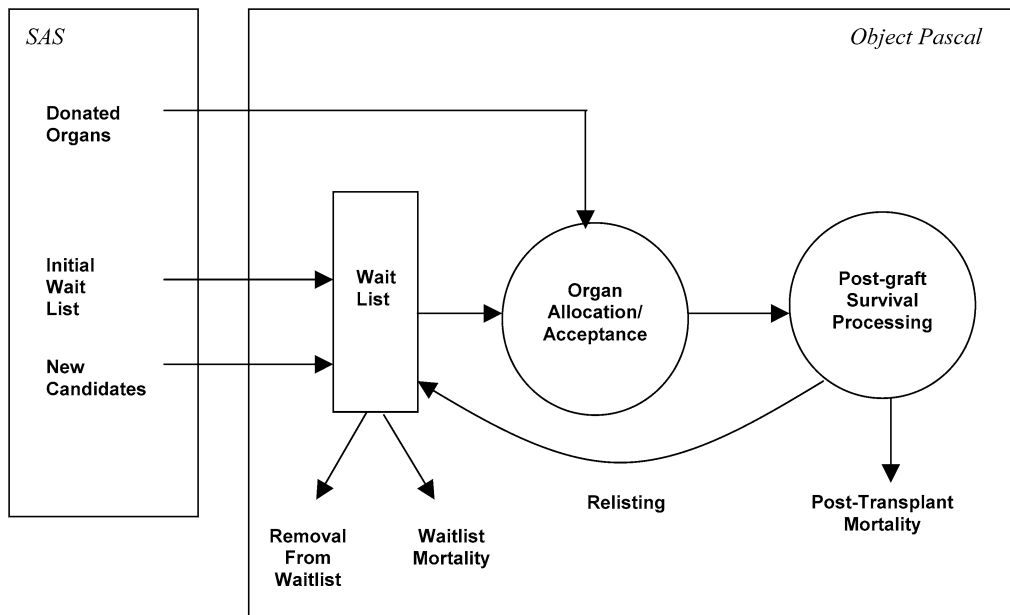 SAS
Object Pascal
Donated
Organs
Initial
Wait
List
New
Candidates
Wait
List
Organ
Allocation/
Acceptance
Post-graft
Survival
Processing
Relisting
Removal
From
Waitlist
Waitlist
Mortality
Post-Transplant
Mortality